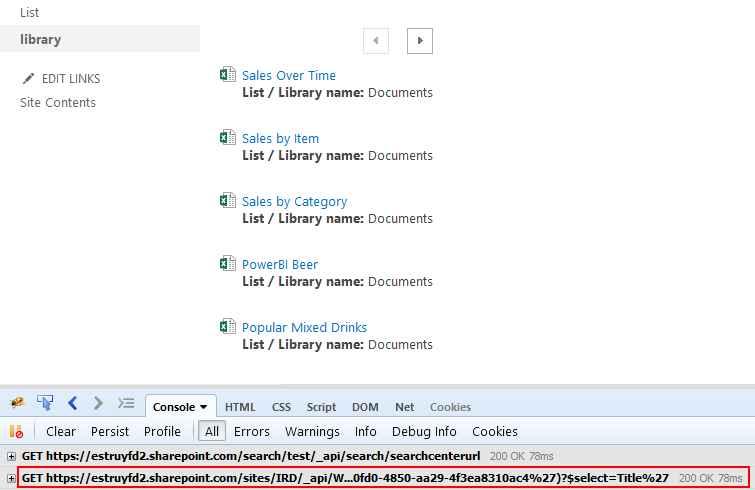 List
library
EDIT LINKS
Site Contents
Sales Over Time
List / Library name: Documents
Sales by Item
List / Library name: Documents
Sales by Category
List / Library name: Documents
PowerBI Beer
List / Library name: Documents
Popular Mixed Drinks
List / Library name: Documents
Console HTML CSS Script DOM Net Cookies
Clear Persist Profile All Errors Warnings Info Debug Info Cookies
GET https://estruyfd2.sharepoint.com/search/test/_api/search/searchcenterurl 200 OK 78ms
GET https://estruyfd2.sharepoint.com/sites/IRD/_api/W...0fd0-4850-aa29-4f3ea8310ac4%27)?$select=Title%27 200 OK 78ms